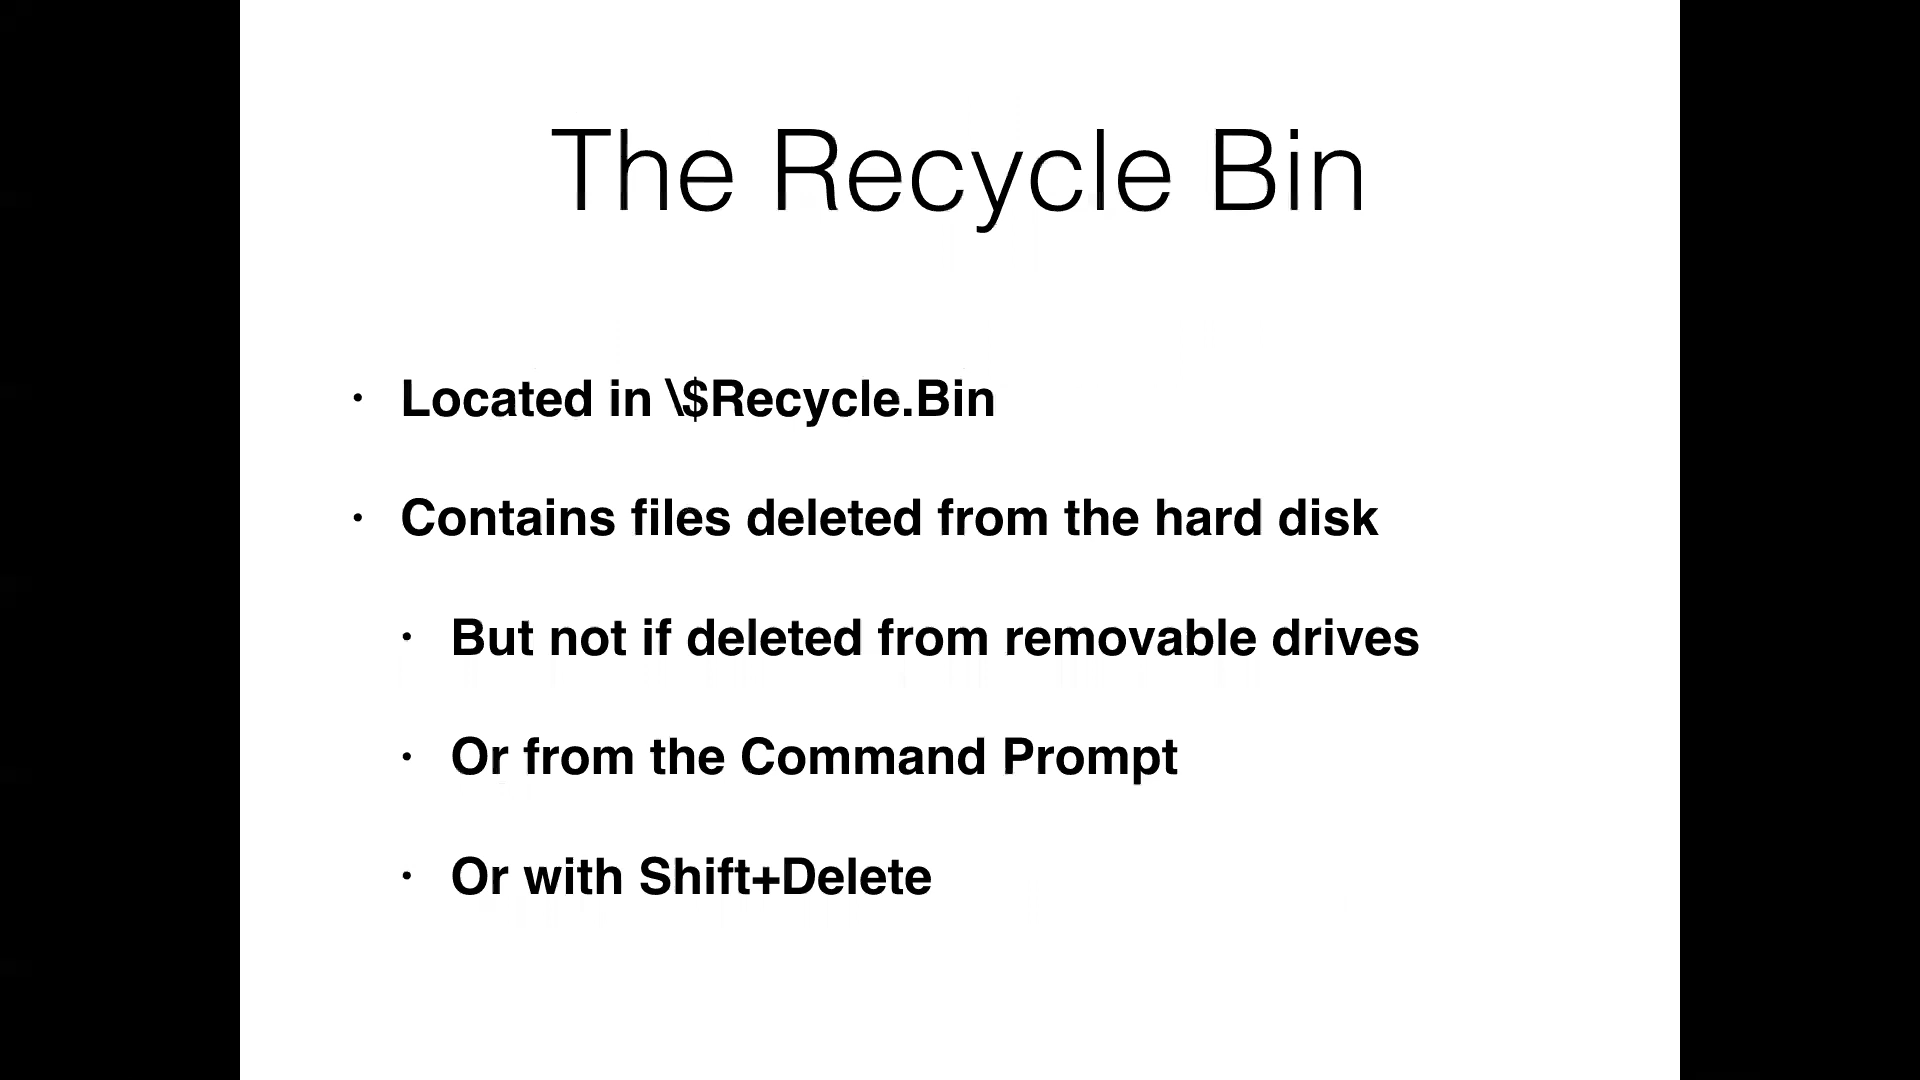 The Recycle Bin
• Located in \$Recycle.Bin
• Contains files deleted from the hard disk
• But not if deleted from removable drives
• Or from the Command Prompt
• Or with Shift+Delete